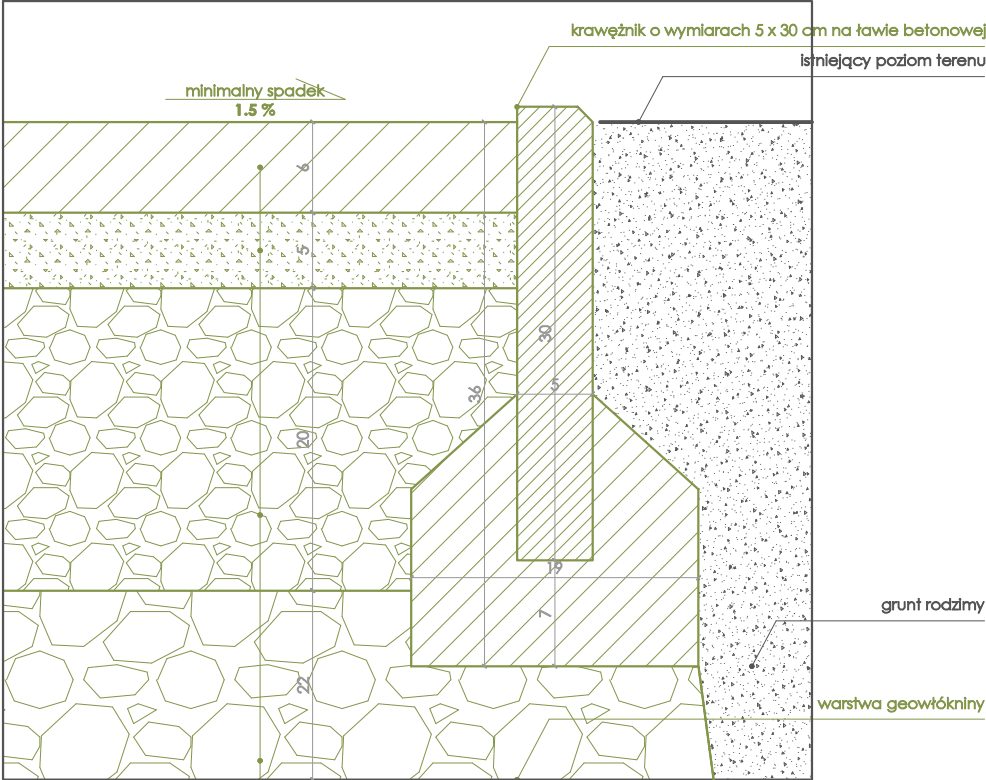 krawężnik o wymiarach 5 x 30 cm na ławie betonowej
istniejący poziom terenu
minimalny spadek
1.5 %
6
5
30
5
36
20
19
7
grunt rodzimy
22
warstwa geowłókniny